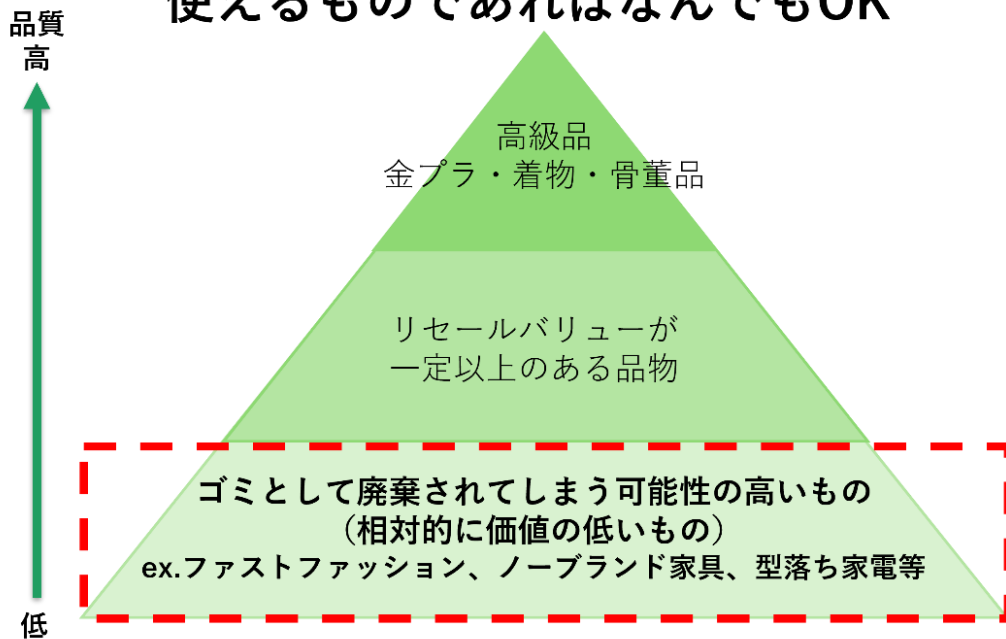 使えるものであればなんでもOK
品質
高
高級品
金プラ・着物・骨董品
リセールバリューが
一定以上のある品物
ゴミとして廃棄されてしまう可能性の高いもの
（相対的に価値の低いもの）
ex.ファストファッション、ノーブランド家具、型落ち家電等
低